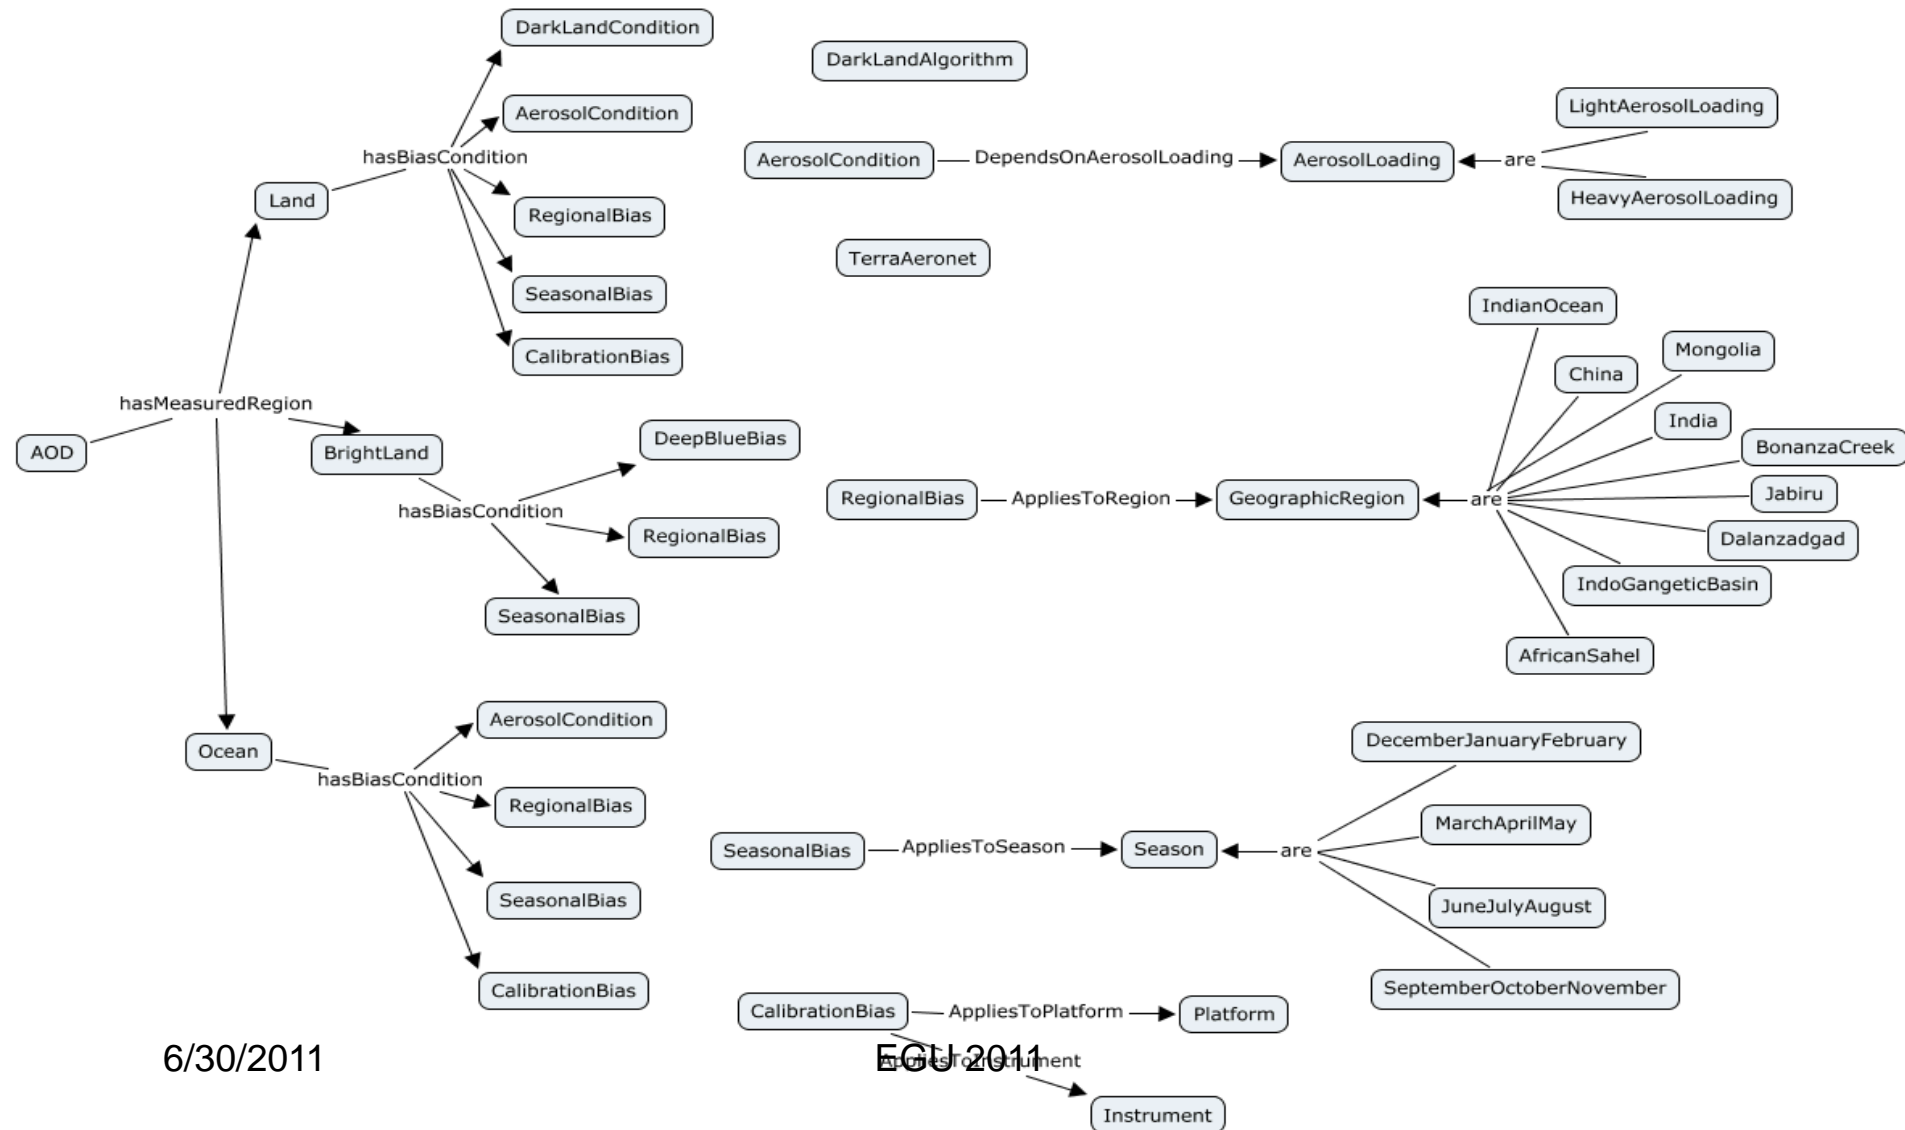 DarkLandCondition
AerosolCondition
hasBiasCondition
Land
RegionalBias
SeasonalBias
CalibrationBias
hasMeasuredRegion
AOD
BrightLand
DeepBlueBias
hasBiasCondition
RegionalBias
SeasonalBias
Ocean
AerosolCondition
hasBiasCondition
RegionalBias
SeasonalBias
CalibrationBias
DarkLandAlgorithm
AerosolCondition DependsOnAerosolLoading AerosolLoading are
LightAerosolLoading
HeavyAerosolLoading
TerraAeronet
IndianOcean
Mongolia
China
India
BonanzaCreek
RegionalBias AppliesToRegion GeographicRegion are
Jabiru
Dalanzadgad
IndoGangeticBasin
AfricanSahel
DecemberJanuaryFebruary
MarchAprilMay
SeasonalBias AppliesToSeason Season are
JuneJulyAugust
SeptemberOctoberNovember
CalibrationBias AppliesToPlatform Platform
AppliesToInstrument
Instrument
6/30/2011
EGU 2011